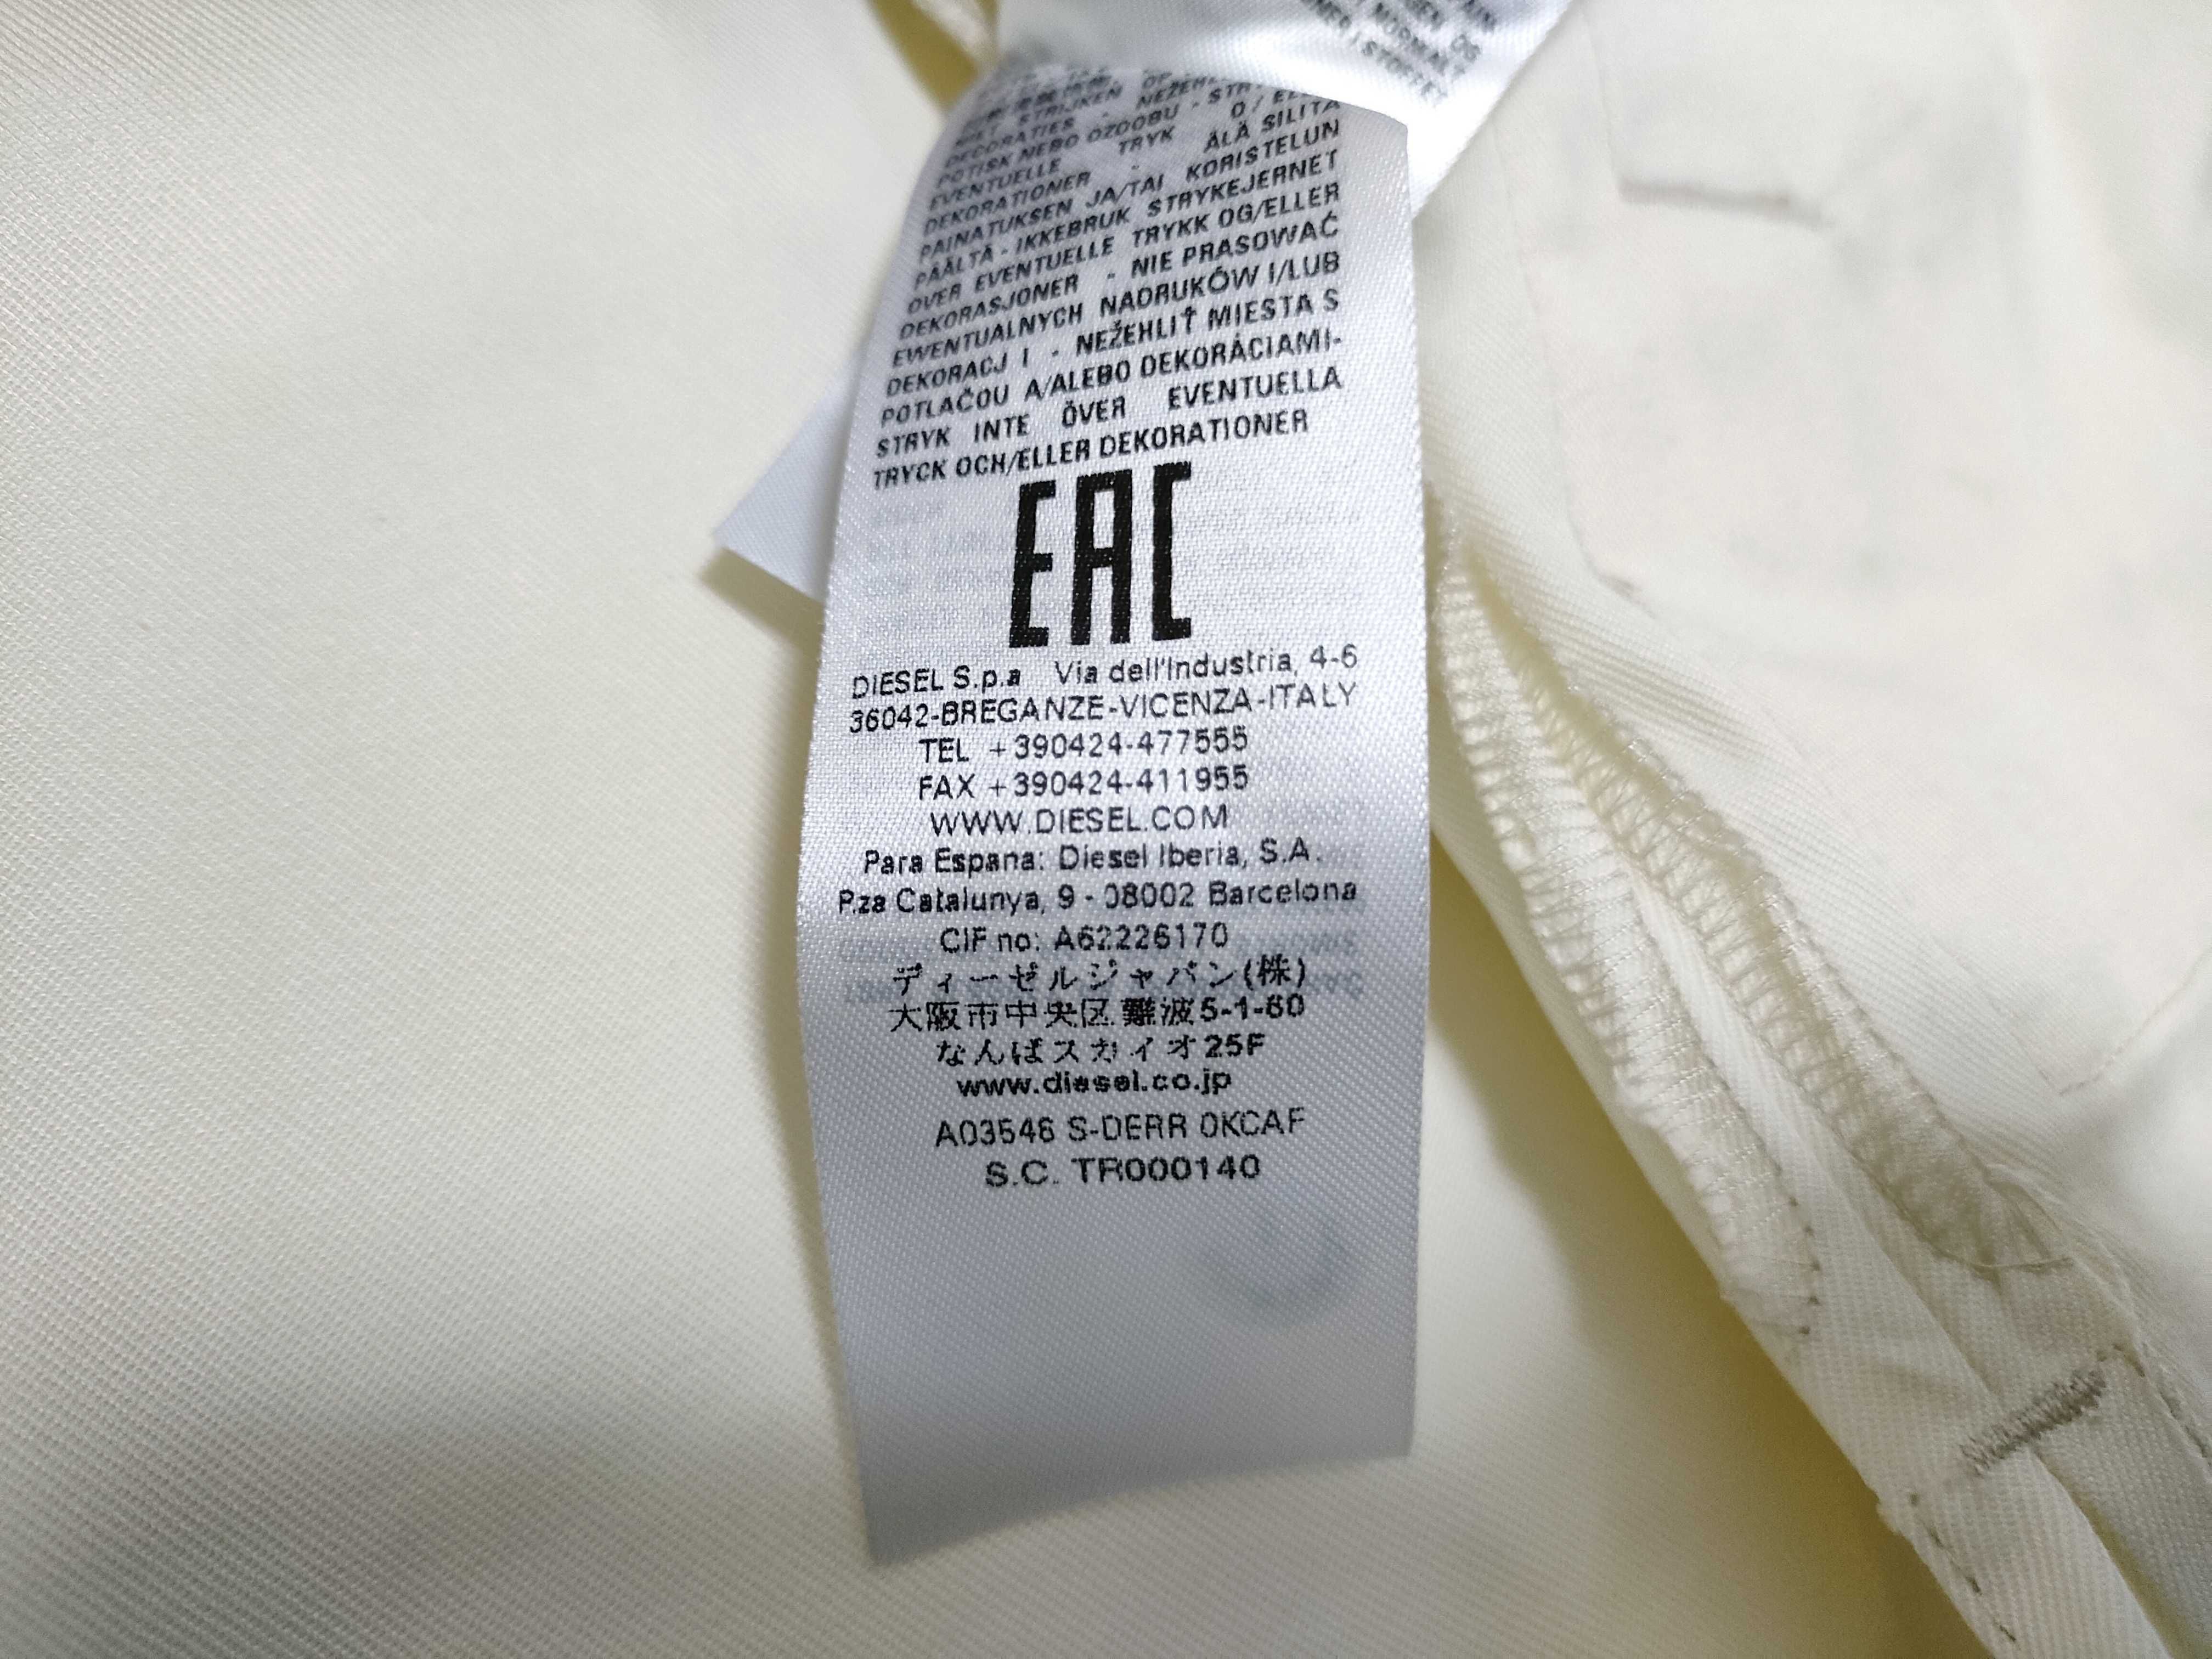 NIET STRIJKEN OP
DECORATIES - NEŽEHL
POTISK NEBO OZDOBU - STR
EVENTUELLE TRYK O/ ELL
DEKORATIONER - ÄLÄ SILITÄ
PAINATUKSEN JA/TAI KORISTELUN
PÄÄLTÄ - IKKEBRUK STRYKEJERNET
OVER EVENTUELLE TRYKK OG/ELLER
DEKORASJONER - NIE PRASOWAĆ
EWENTUALNYCH NADRUKÓW I/LUB
DEKORACJ I - NEŽEHLIŤ MIESTA S
POTLAČOU A/ALEBO DEKORÁCIAMI-
STRYK INTE ÖVER EVENTUELLA
TRYCK OCH/ELLER DEKORATIONER
EAC
DIESEL S.p.a Via dell'Industria, 4-6
36042-BREGANZE-VICENZA-ITALY
TEL +390424-477555
FAX +390424-411955
WWW.DIESEL.COM
Para Espana: Diesel Iberia, S.A.
P.za Catalunya, 9 - 08002 Barcelona
CIF no: A62226170
ディーゼルジャパン(株)
大阪市中央区難波5-1-60
なんばスカイオ25F
www.diesel.co.jp
A03546 S-DERR 0KCAF
S.C. TR000140